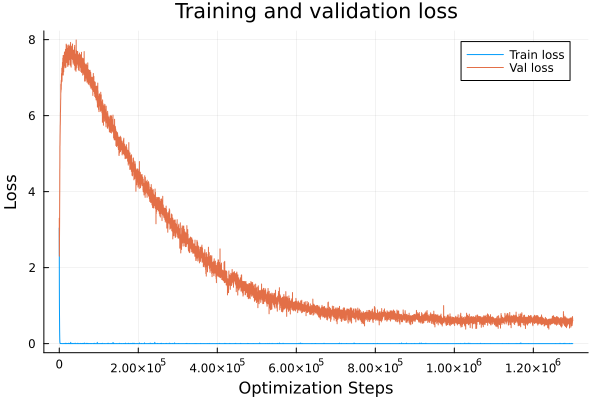 Training and validation loss
Train loss
Val loss
Loss
8
6
4
2
0
0 2.00×10⁵ 4.00×10⁵ 6.00×10⁵ 8.00×10⁵ 1.00×10⁶ 1.20×10⁶
Optimization Steps